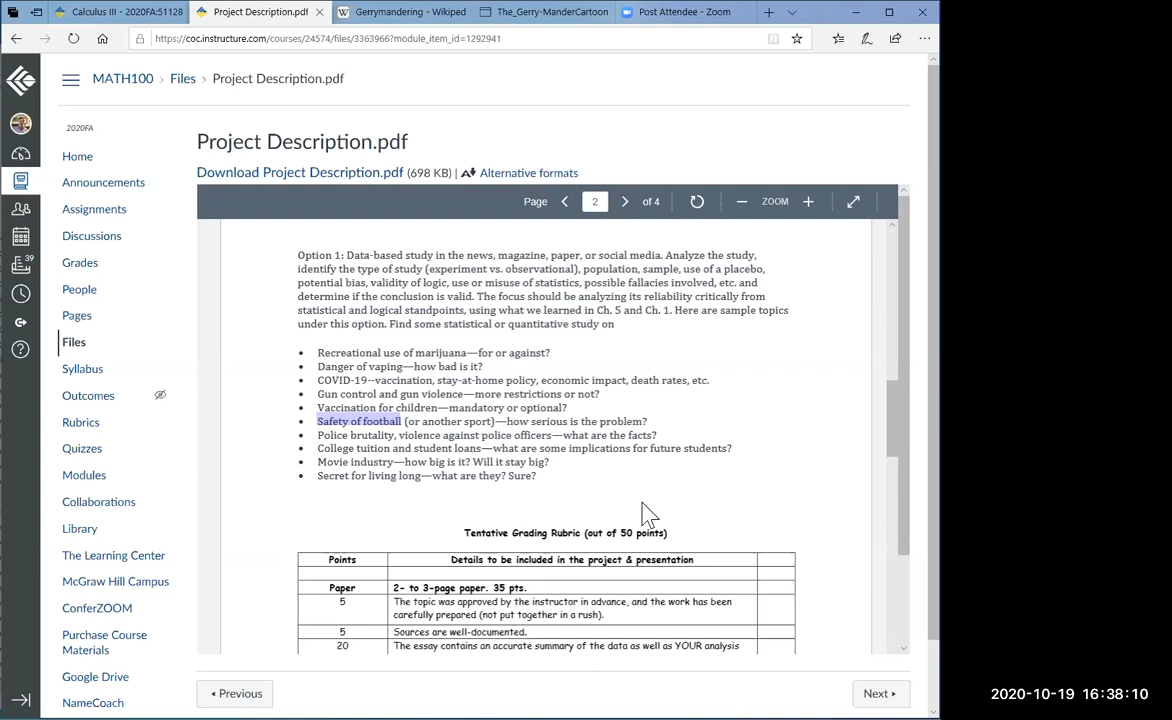 Calculus III - 2020FA:51128
Project Description.pdf
Gerrymandering - Wikiped
The_Gerry-ManderCartoon
Post Attendee - Zoom
https://coc.instructure.com/courses/24574/files/3363966?module_item_id=1292941
MATH100 › Files › Project Description.pdf
2020FA
Home
Announcements
Assignments
Discussions
Grades
People
Pages
Files
Syllabus
Outcomes
Rubrics
Quizzes
Modules
Collaborations
Library
The Learning Center
McGraw Hill Campus
ConferZOOM
Purchase Course
Materials
Google Drive
NameCoach
39
Project Description.pdf
Download Project Description.pdf (698 KB) | Alternative formats
Page 2 of 4 ZOOM
Option 1: Data-based study in the news, magazine, paper, or social media. Analyze the study,
identify the type of study (experiment vs. observational), population, sample, use of a placebo,
potential bias, validity of logic, use or misuse of statistics, possible fallacies involved, etc. and
determine if the conclusion is valid. The focus should be analyzing its reliability critically from
statistical and logical standpoints, using what we learned in Ch. 5 and Ch. 1. Here are sample topics
under this option. Find some statistical or quantitative study on
• Recreational use of marijuana—for or against?
• Danger of vaping—how bad is it?
• COVID-19--vaccination, stay-at-home policy, economic impact, death rates, etc.
• Gun control and gun violence—more restrictions or not?
• Vaccination for children—mandatory or optional?
• Safety of football (or another sport)—how serious is the problem?
• Police brutality, violence against police officers—what are the facts?
• College tuition and student loans—what are some implications for future students?
• Movie industry—how big is it? Will it stay big?
• Secret for living long—what are they? Sure?
Tentative Grading Rubric (out of 50 points)
Points Details to be included in the project & presentation
Paper 2- to 3-page paper. 35 pts.
5 The topic was approved by the instructor in advance, and the work has been
carefully prepared (not put together in a rush).
5 Sources are well-documented.
20 The essay contains an accurate summary of the data as well as YOUR analysis
Previous
Next
2020-10-19 16:38:10